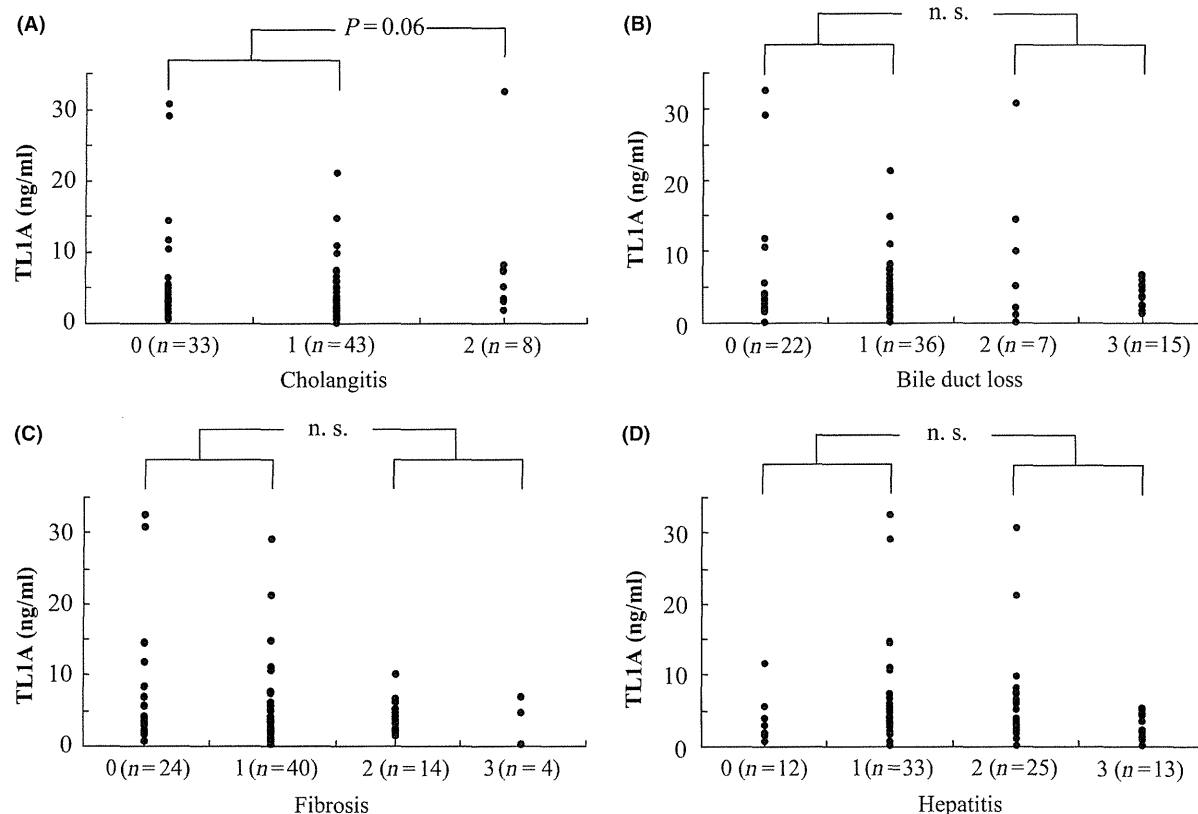 (A)
P = 0.06
TL1A (ng/ml)
30
20
10
0
0 (n=33) 1 (n=43) 2 (n=8)
Cholangitis
(B)
n. s.
TL1A (ng/ml)
30
20
10
0
0 (n=22) 1 (n=36) 2 (n=7) 3 (n=15)
Bile duct loss
(C)
n. s.
TL1A (ng/ml)
30
20
10
0
0 (n=24) 1 (n=40) 2 (n=14) 3 (n=4)
Fibrosis
(D)
n. s.
TL1A (ng/ml)
30
20
10
0
0 (n=12) 1 (n=33) 2 (n=25) 3 (n=13)
Hepatitis